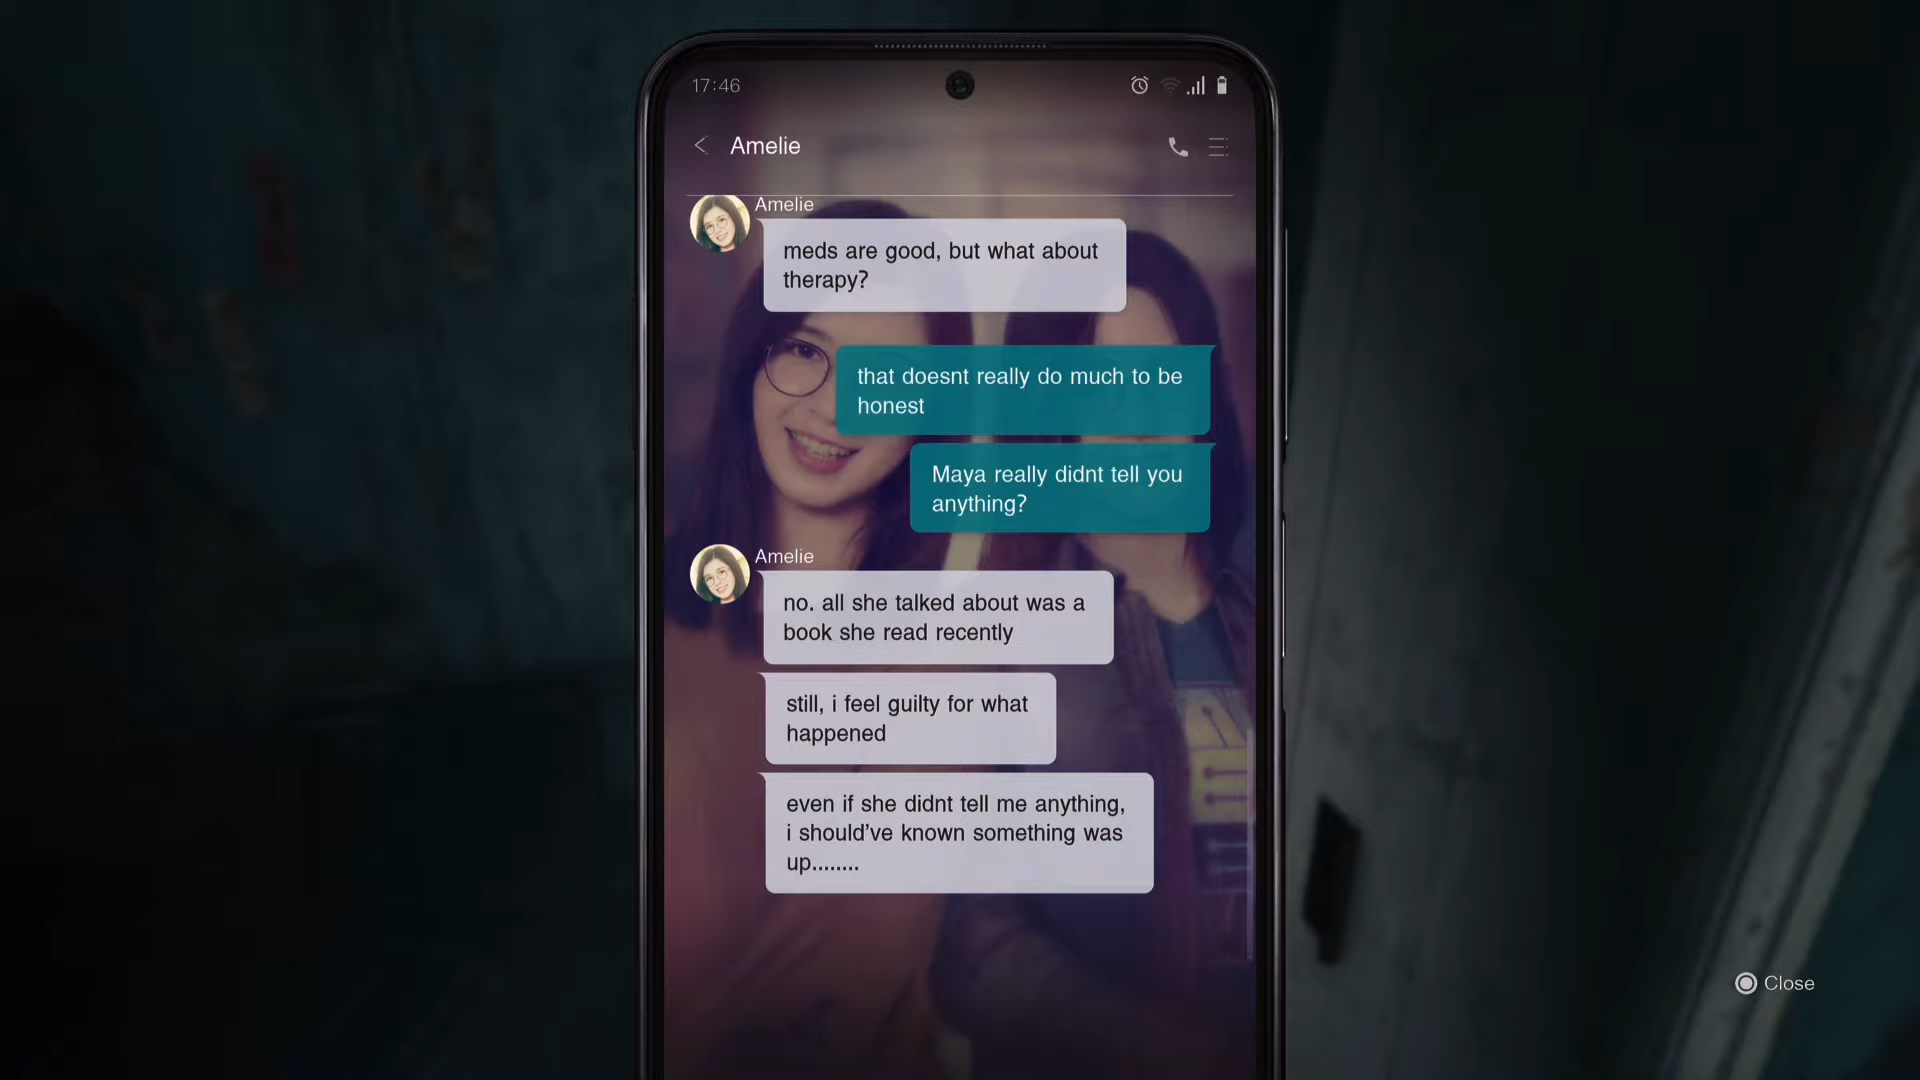 17:46
Amelie
Amelie
meds are good, but what about
therapy?
that doesnt really do much to be
honest
Maya really didnt tell you
anything?
Amelie
no. all she talked about was a
book she read recently
still, i feel guilty for what
happened
even if she didnt tell me anything,
i should've known something was
up........
Close